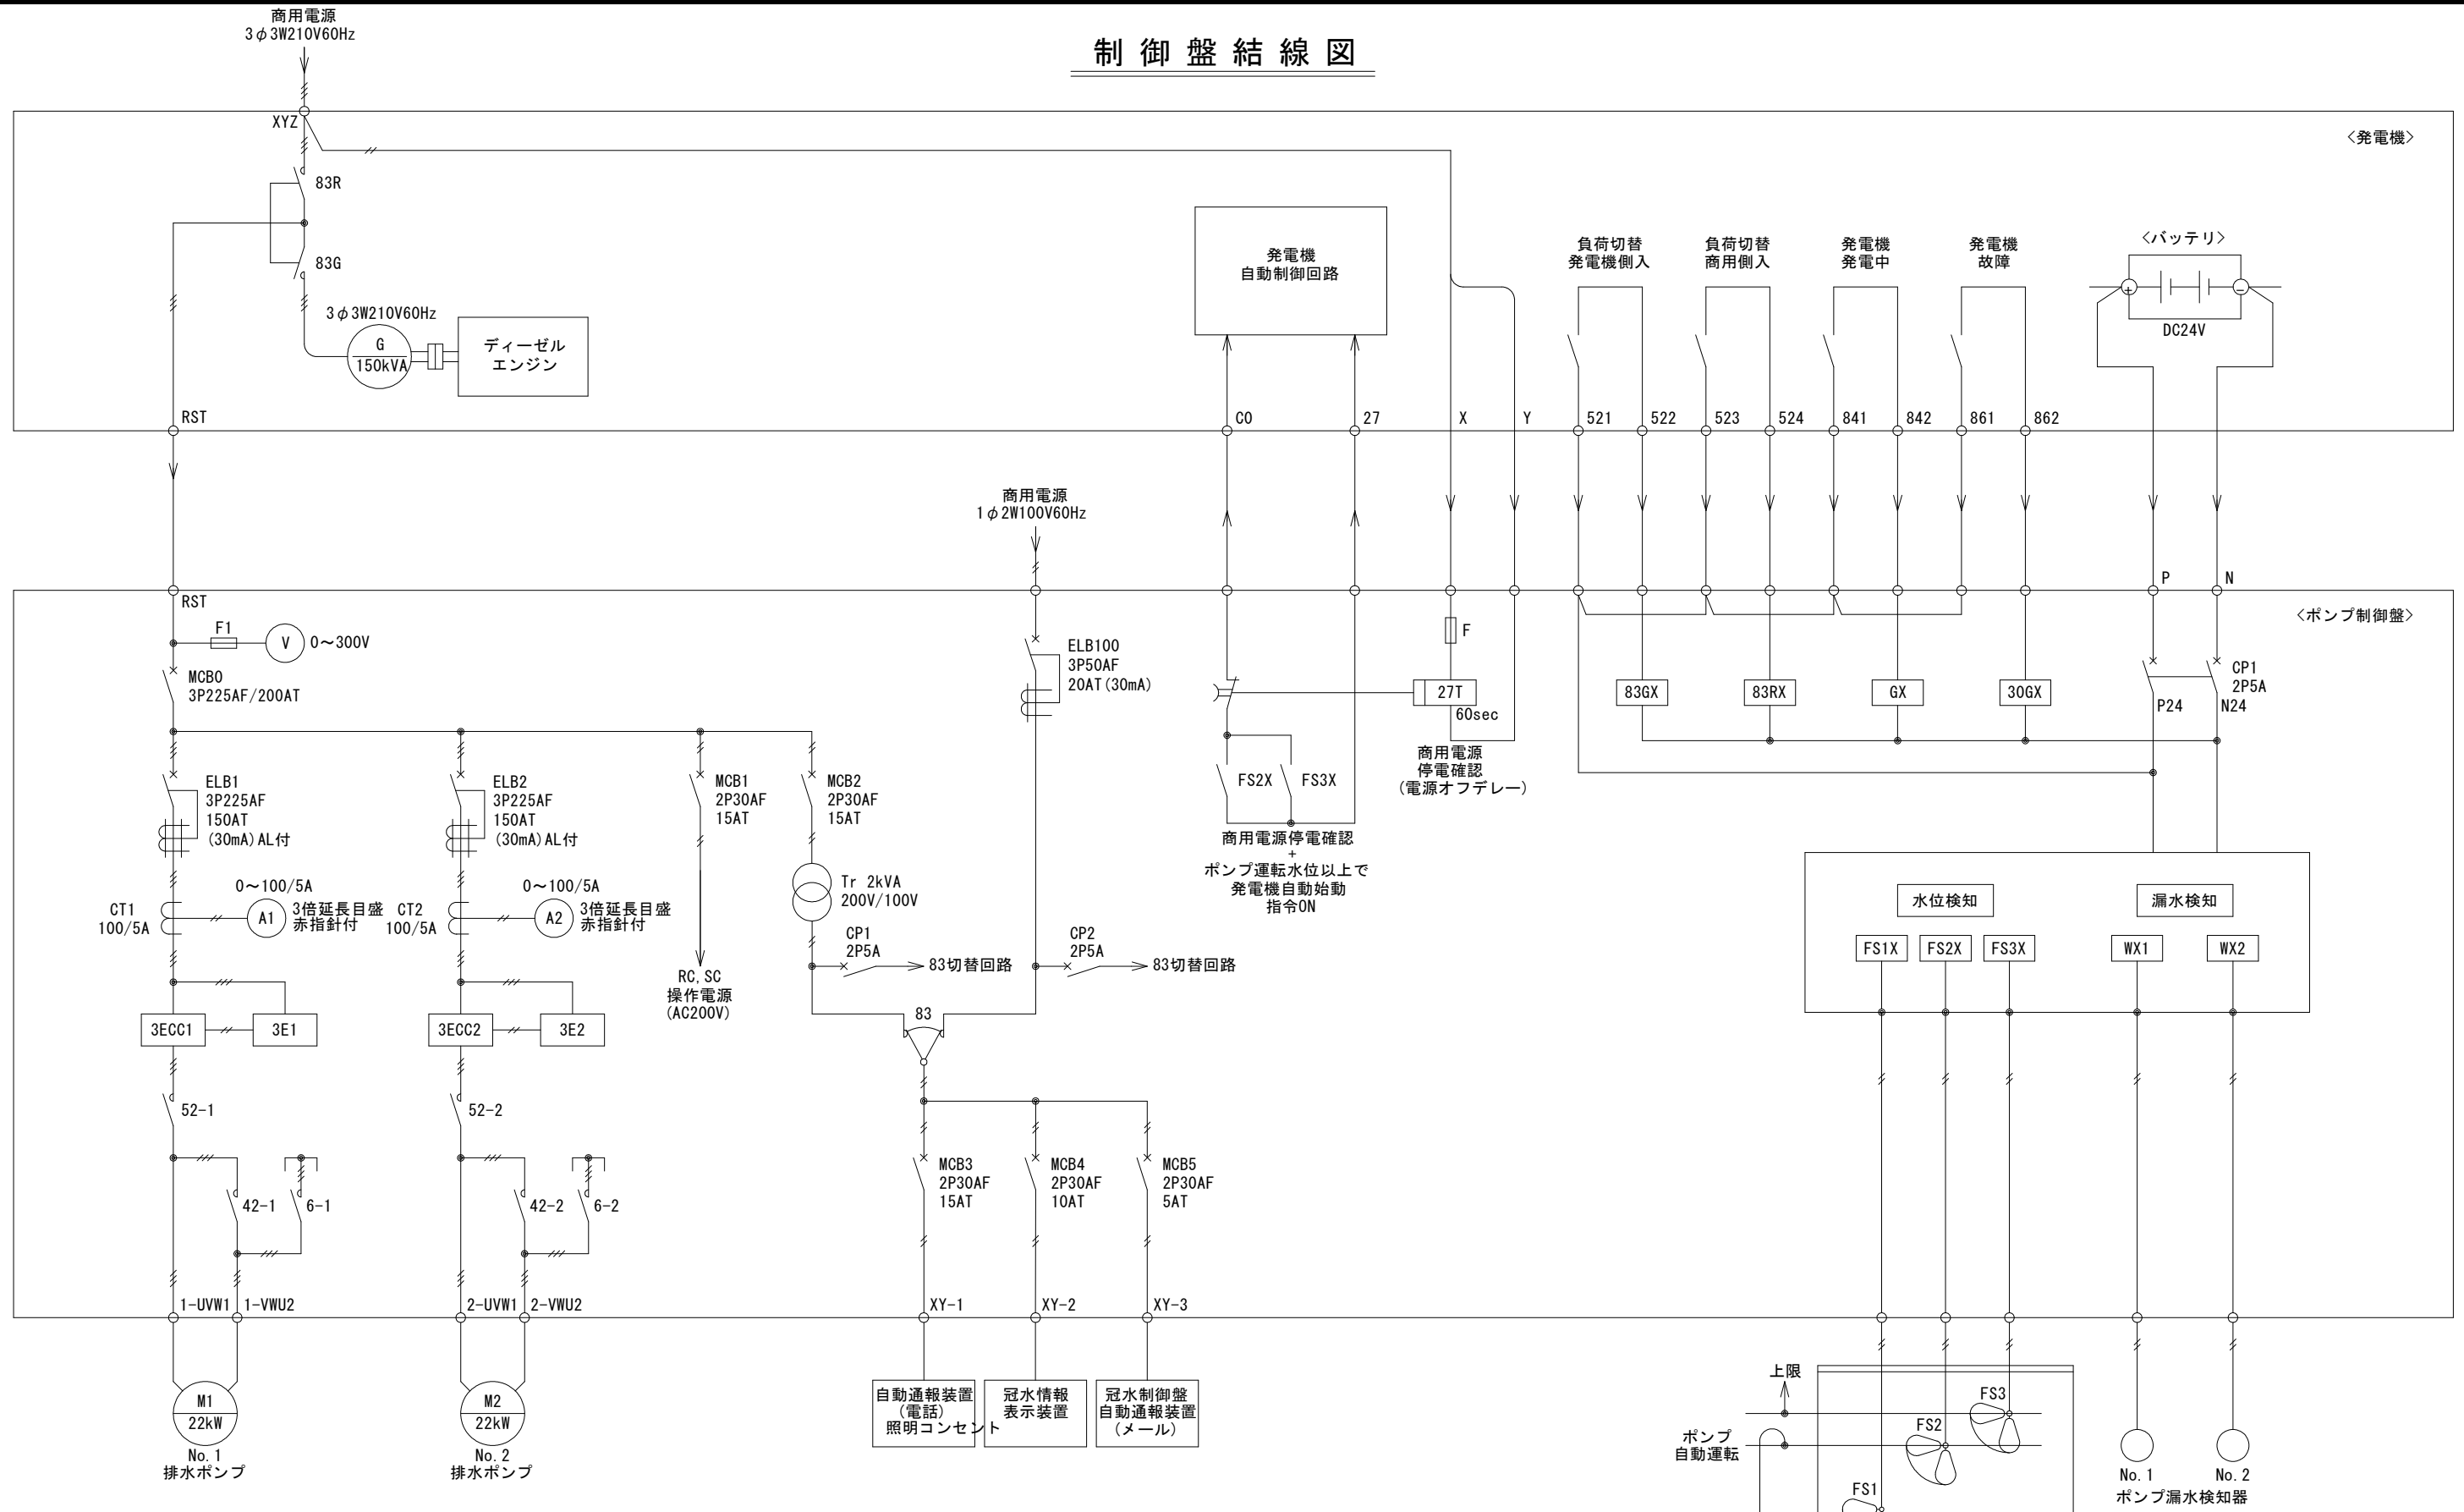 制御盤結線図
商用電源
3φ3W210V60Hz
XYZ
〈発電機〉
83R
83G
3φ3W210V60Hz
G
150kVA
ディーゼル
エンジン
発電機
自動制御回路
負荷切替
発電機側入
負荷切替
商用側入
発電機
発電中
発電機
故障
〈バッテリ〉
+
−
DC24V
RST
CO
27
X
Y
521
522
523
524
841
842
861
862
商用電源
1φ2W100V60Hz
P
N
RST
〈ポンプ制御盤〉
F1
V
0～300V
MCB0
3P225AF/200AT
ELB100
3P50AF
20AT(30mA)
F
27T
60sec
83GX
83RX
GX
30GX
CP1
2P5A
P24
N24
商用電源
停電確認
(電源オフデレー)
ELB1
3P225AF
150AT
(30mA)AL付
ELB2
3P225AF
150AT
(30mA)AL付
MCB1
2P30AF
15AT
MCB2
2P30AF
15AT
FS2X
FS3X
商用電源停電確認
+
ポンプ運転水位以上で
発電機自動始動
指令ON
Tr 2kVA
200V/100V
CT1
100/5A
0～100/5A
A1
3倍延長目盛
赤指針付
CT2
100/5A
0～100/5A
A2
3倍延長目盛
赤指針付
水位検知
漏水検知
FS1X
FS2X
FS3X
WX1
WX2
CP1
2P5A
83切替回路
CP2
2P5A
83切替回路
RC,SC
操作電源
(AC200V)
83
3ECC1
3E1
3ECC2
3E2
52-1
52-2
42-1
6-1
42-2
6-2
MCB3
2P30AF
15AT
MCB4
2P30AF
10AT
MCB5
2P30AF
5AT
1-UVW1
1-VWU2
2-UVW1
2-VWU2
XY-1
XY-2
XY-3
M1
22kW
No.1
排水ポンプ
M2
22kW
No.2
排水ポンプ
自動通報装置
(電話)
照明コンセント
冠水情報
表示装置
冠水制御盤
自動通報装置
(メール)
上限
ポンプ
自動運転
FS3
FS2
FS1
No.1
No.2
ポンプ漏水検知器